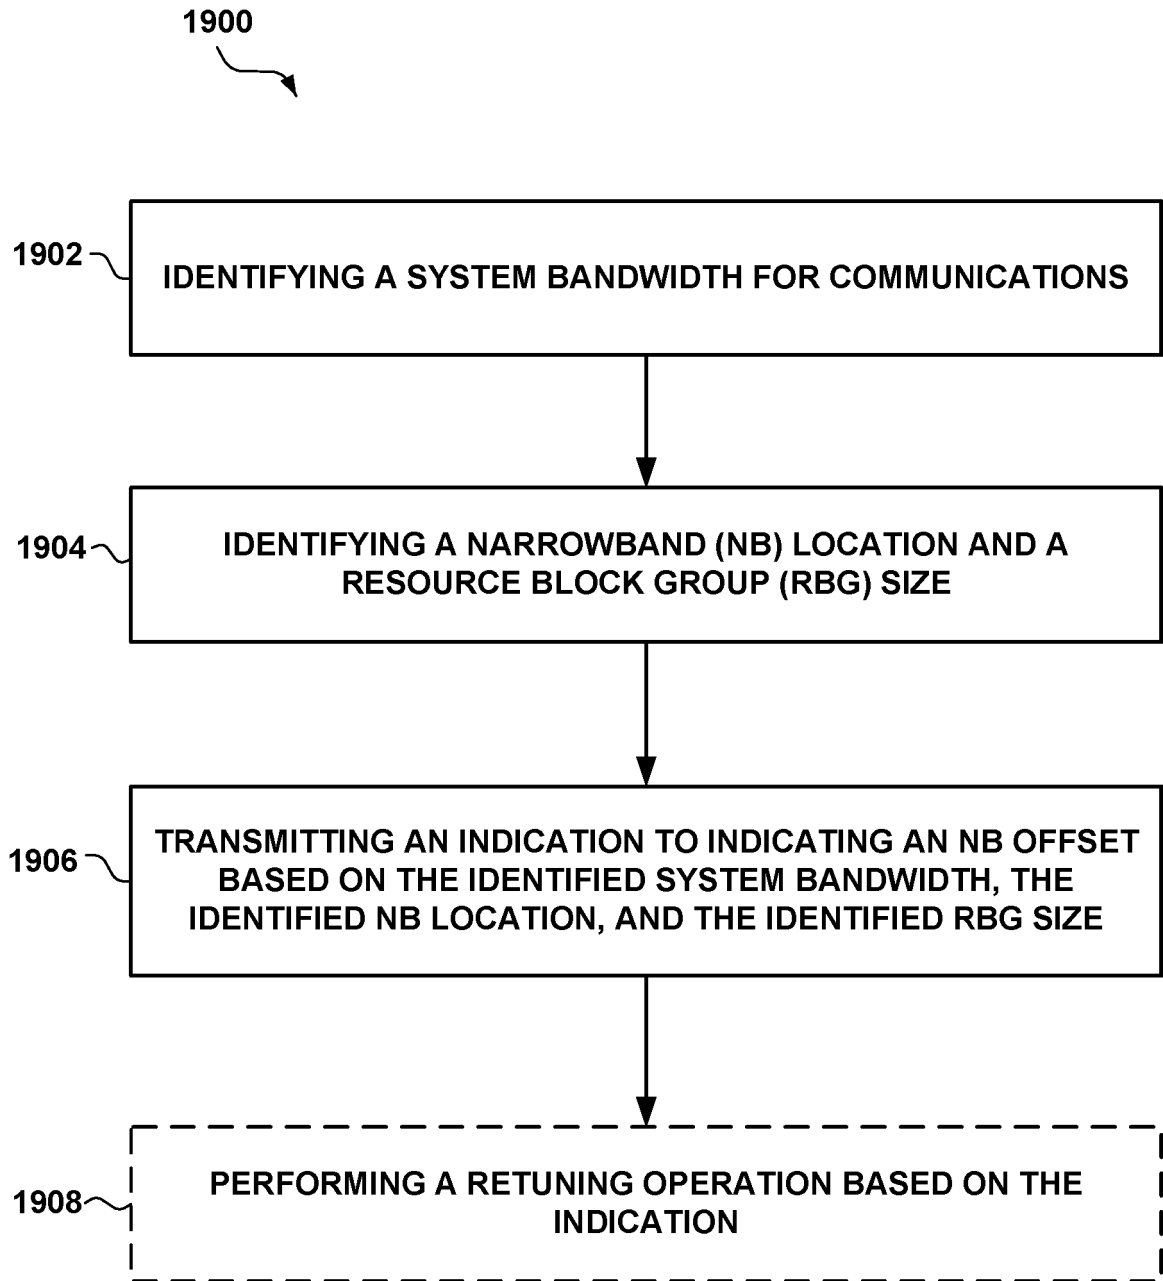 1900
1902
IDENTIFYING A SYSTEM BANDWIDTH FOR COMMUNICATIONS
1904
IDENTIFYING A NARROWBAND (NB) LOCATION AND A
RESOURCE BLOCK GROUP (RBG) SIZE
1906
TRANSMITTING AN INDICATION TO INDICATING AN NB OFFSET
BASED ON THE IDENTIFIED SYSTEM BANDWIDTH, THE
IDENTIFIED NB LOCATION, AND THE IDENTIFIED RBG SIZE
1908
PERFORMING A RETUNING OPERATION BASED ON THE
INDICATION